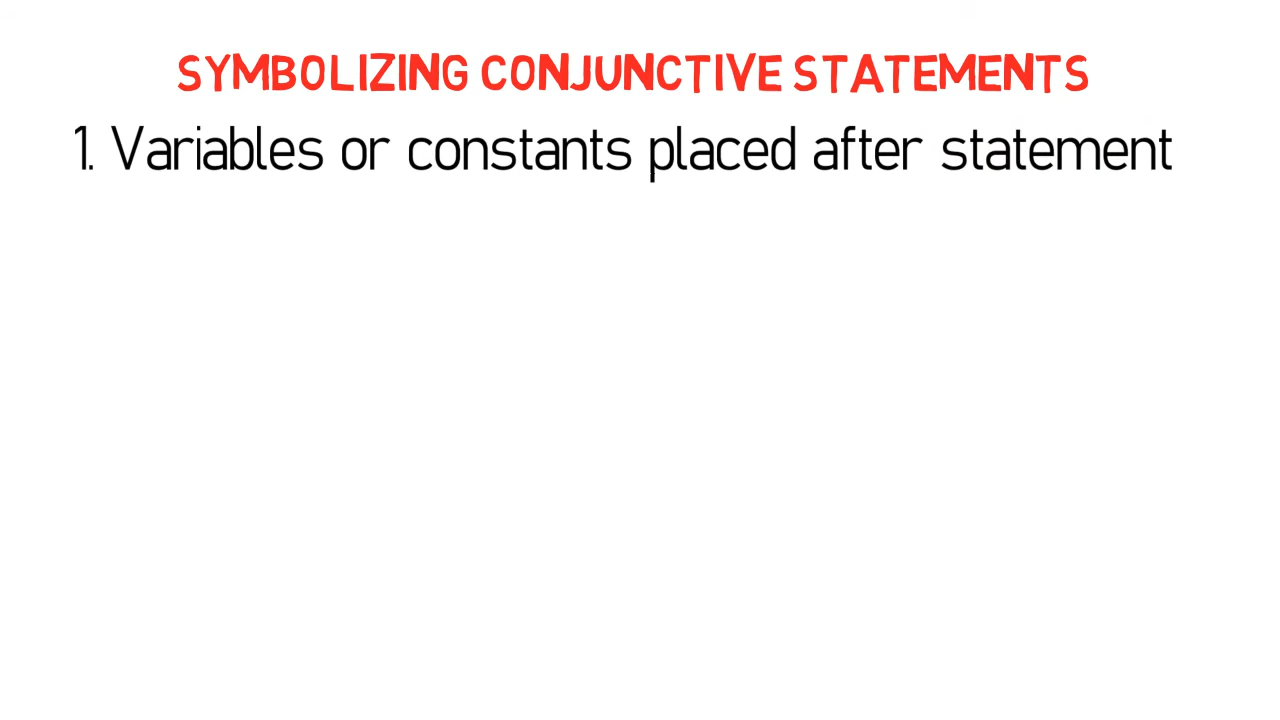 SYMBOLIZING CONJUNCTIVE STATEMENTS
1. Variables or constants placed after statement